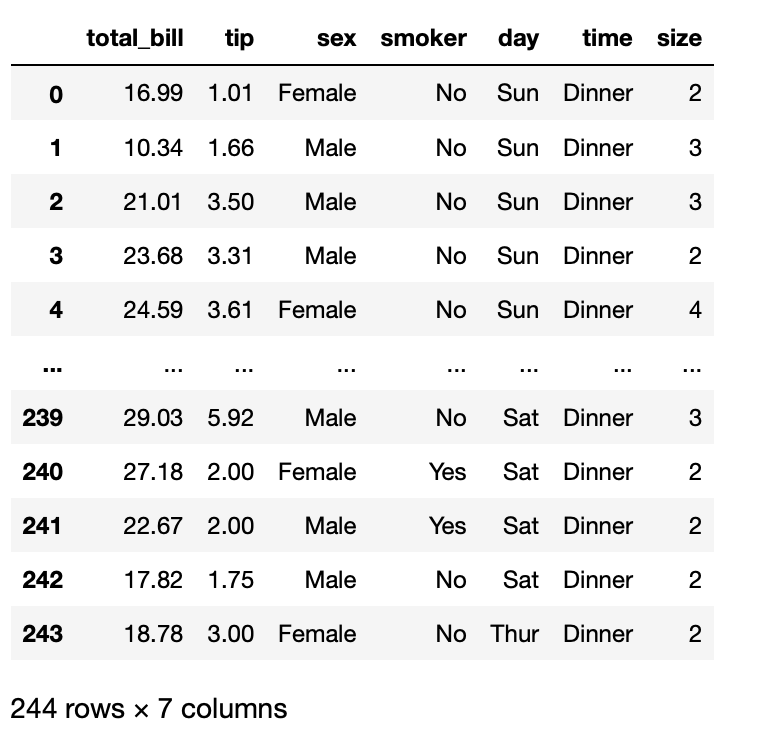 total_bill tip sex smoker day time size
0 16.99 1.01 Female No Sun Dinner 2
1 10.34 1.66 Male No Sun Dinner 3
2 21.01 3.50 Male No Sun Dinner 3
3 23.68 3.31 Male No Sun Dinner 2
4 24.59 3.61 Female No Sun Dinner 4
... ... ... ... ... ... ... ...
239 29.03 5.92 Male No Sat Dinner 3
240 27.18 2.00 Female Yes Sat Dinner 2
241 22.67 2.00 Male Yes Sat Dinner 2
242 17.82 1.75 Male No Sat Dinner 2
243 18.78 3.00 Female No Thur Dinner 2
244 rows × 7 columns